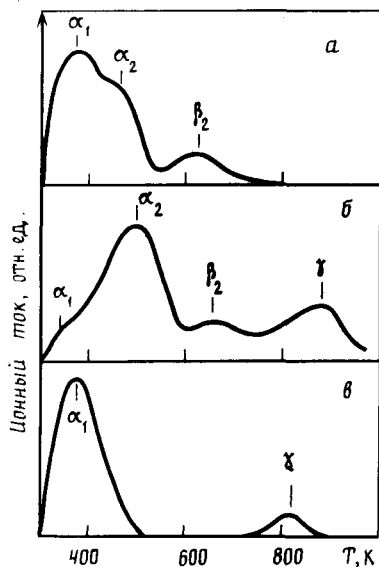 α₁
α₂
β₂
а
α₁
α₂
β₂
γ
б
α₁
γ
в
Ионный ток, отн. ед.
400
600
800
T, К